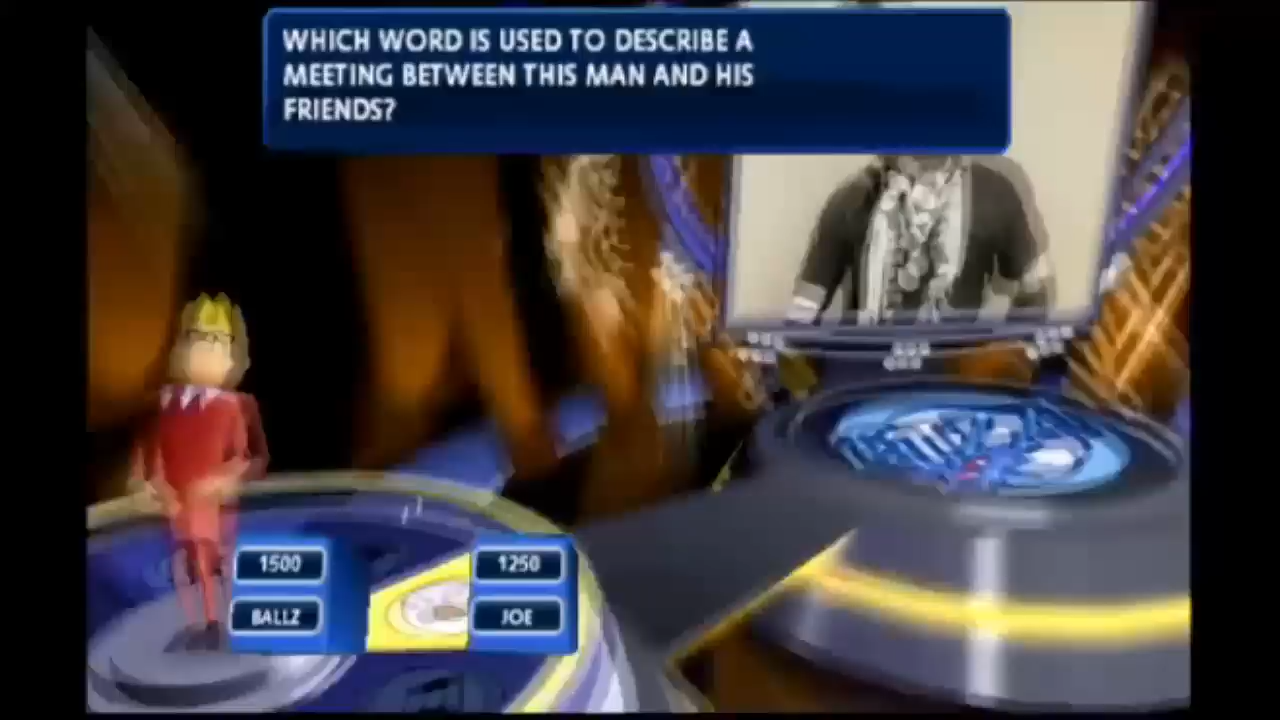 WHICH WORD IS USED TO DESCRIBE A
MEETING BETWEEN THIS MAN AND HIS
FRIENDS?
1500
1250
BALLZ
JOE